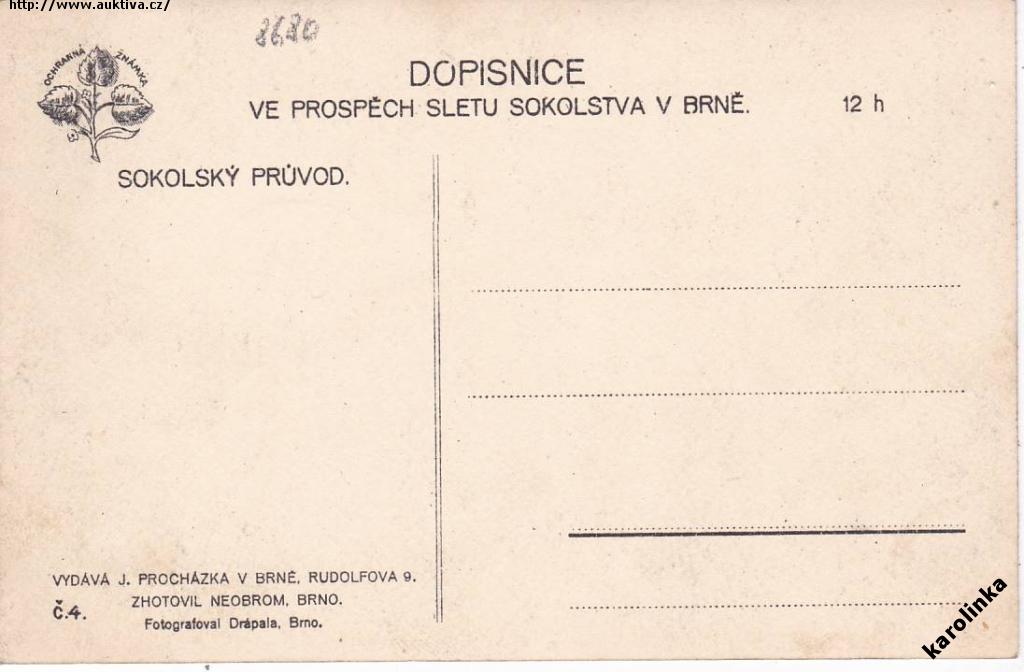 http://www.auktiva.cz/
8680
OCHRANNÁ ZNÁMKA
DOPISNICE
VE PROSPĚCH SLETU SOKOLSTVA V BRNĚ. 12 h
SOKOLSKÝ PRŮVOD.
VYDÁVÁ J. PROCHÁZKA V BRNĚ, RUDOLFOVA 9.
ZHOTOVIL NEOBROM, BRNO.
Č.4.
Fotografoval Drápala, Brno.
karolinka